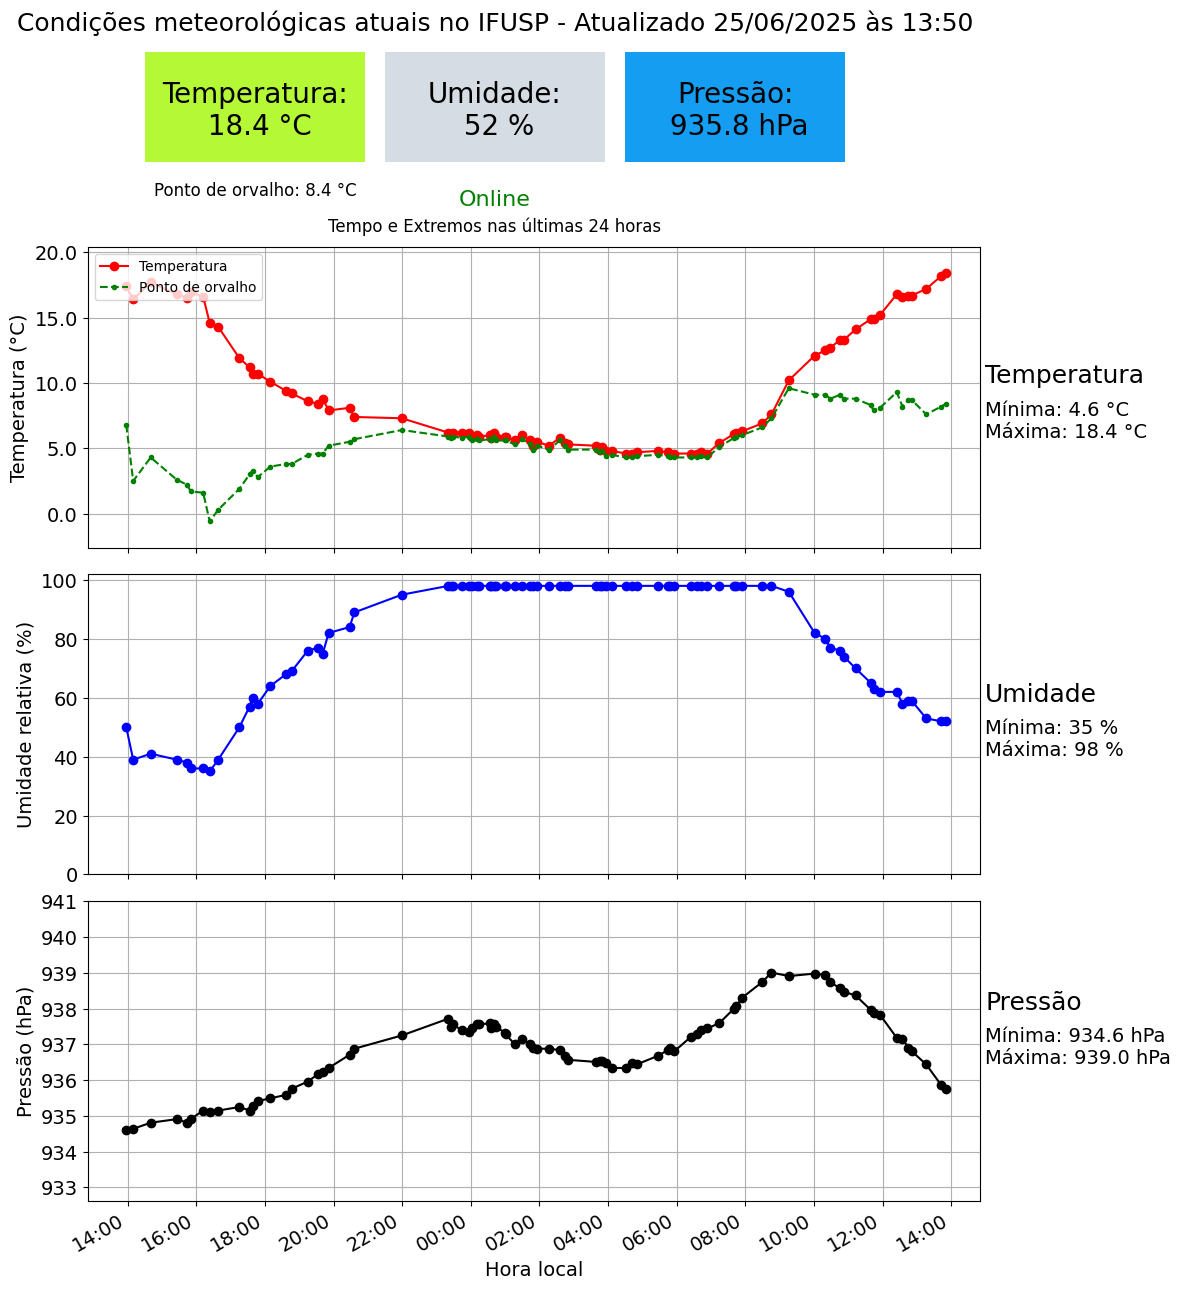 Condições meteorológicas atuais no IFUSP - Atualizado 25/06/2025 às 13:50
Temperatura:
18.4 °C
Umidade:
52 %
Pressão:
935.8 hPa
Ponto de orvalho: 8.4 °C
Online
Tempo e Extremos nas últimas 24 horas
Temperatura
Ponto de orvalho
Temperatura (°C)
20.0
15.0
10.0
5.0
0.0
Temperatura
Mínima: 4.6 °C
Máxima: 18.4 °C
Umidade relativa (%)
100
80
60
40
20
0
Umidade
Mínima: 35 %
Máxima: 98 %
Pressão (hPa)
941
940
939
938
937
936
935
934
933
Pressão
Mínima: 934.6 hPa
Máxima: 939.0 hPa
14:00 16:00 18:00 20:00 22:00 00:00 02:00 04:00 06:00 08:00 10:00 12:00 14:00
Hora local